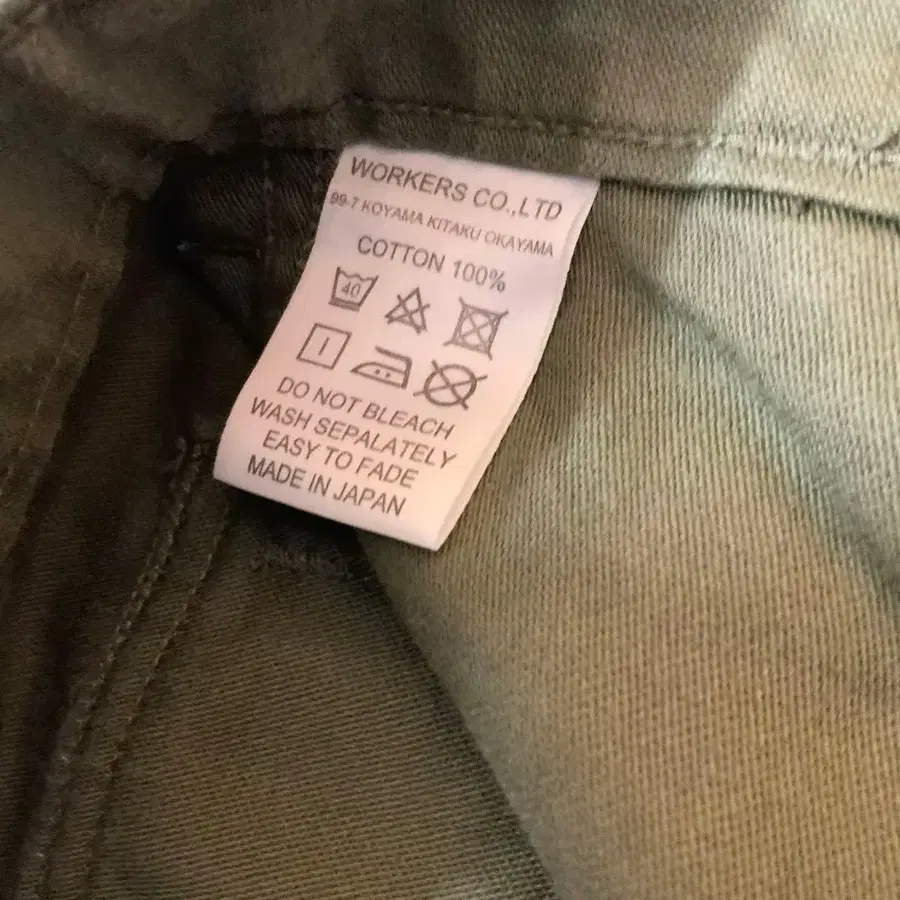 WORKERS CO.,LTD
99-7 KOYAMA KITAKU OKAYAMA
COTTON 100%
40
DO NOT BLEACH
WASH SEPALATELY
EASY TO FADE
MADE IN JAPAN